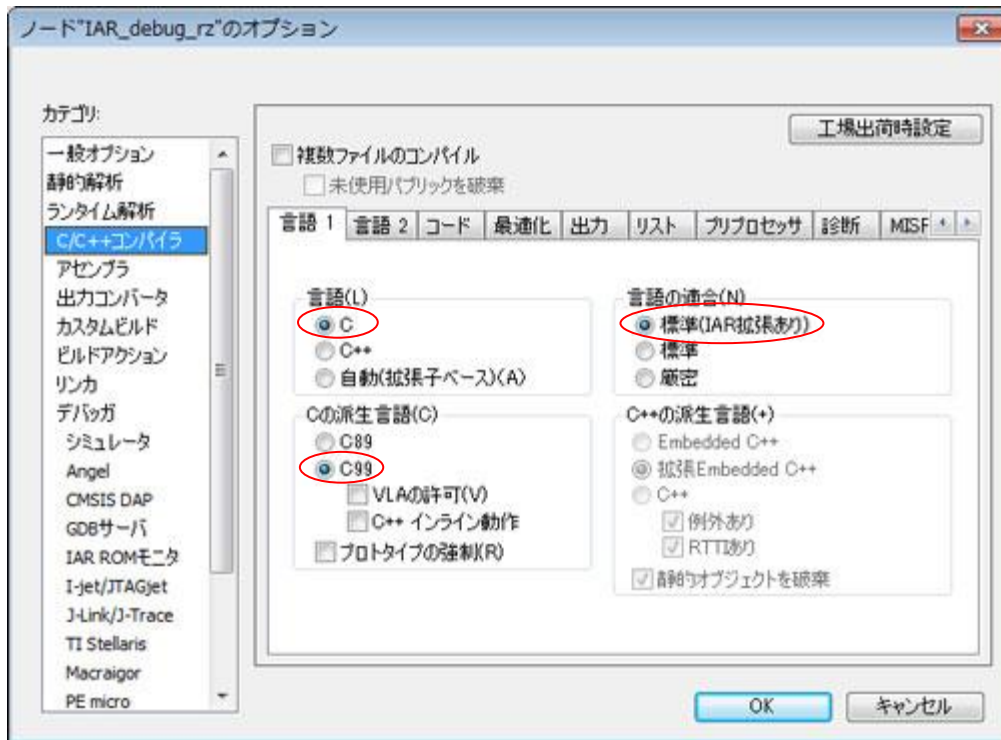 ノード"IAR_debug_rz"のオプション
カテゴリ:
一般オプション
静的解析
ランタイム解析
C/C++コンパイラ
アセンブラ
出力コンバータ
カスタムビルド
ビルドアクション
リンカ
デバッガ
シミュレータ
Angel
CMSIS DAP
GDBサーバ
IAR ROMモニタ
I-jet/JTAGjet
J-Link/J-Trace
TI Stellaris
Macraigor
PE micro
工場出荷時設定
複数ファイルのコンパイル
未使用パブリックを破棄
言語 1 言語 2 コード 最適化 出力 リスト プリプロセッサ 診断 MISF
言語(L)
C
C++
自動(拡張子ベース)(A)
言語の適合(N)
標準(IAR拡張あり)
標準
厳密
Cの派生言語(C)
C89
C99
VLAの許可(V)
C++ インライン動作
プロトタイプの強制(R)
C++の派生言語(+)
Embedded C++
拡張Embedded C++
C++
例外あり
RTTIあり
静的オブジェクトを破棄
OK キャンセル